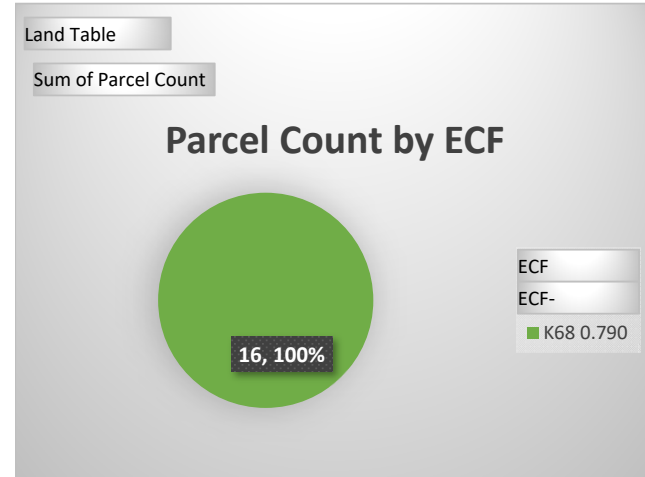 Land Table
Sum of Parcel Count
Parcel Count by ECF
ECF
ECF-
K68 0.790
16, 100%